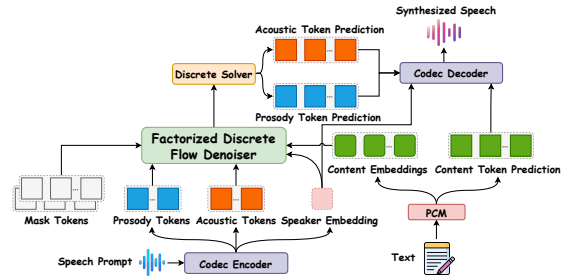 Synthesized Speech
Acoustic Token Prediction
Discrete Solver
Codec Decoder
Prosody Token Prediction
Factorized Discrete
Flow Denoiser
Content Embeddings
Content Token Prediction
Mask Tokens
Prosody Tokens
Acoustic Tokens
Speaker Embedding
PCM
Speech Prompt
Codec Encoder
Text